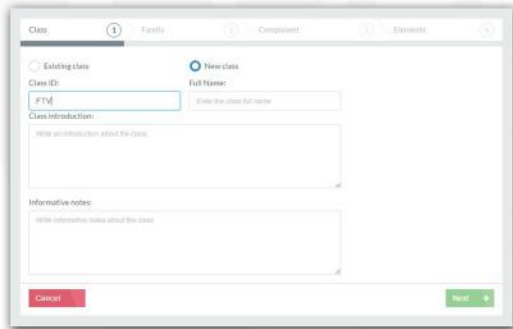 Class 1 Family 2 Component 3 Elements 4
Existing class New class
Class ID: Full Name:
FTV Enter the class full name
Class introduction:
Write an introduction about the class
Informative notes:
Write informative notes about the class
Cancel Next